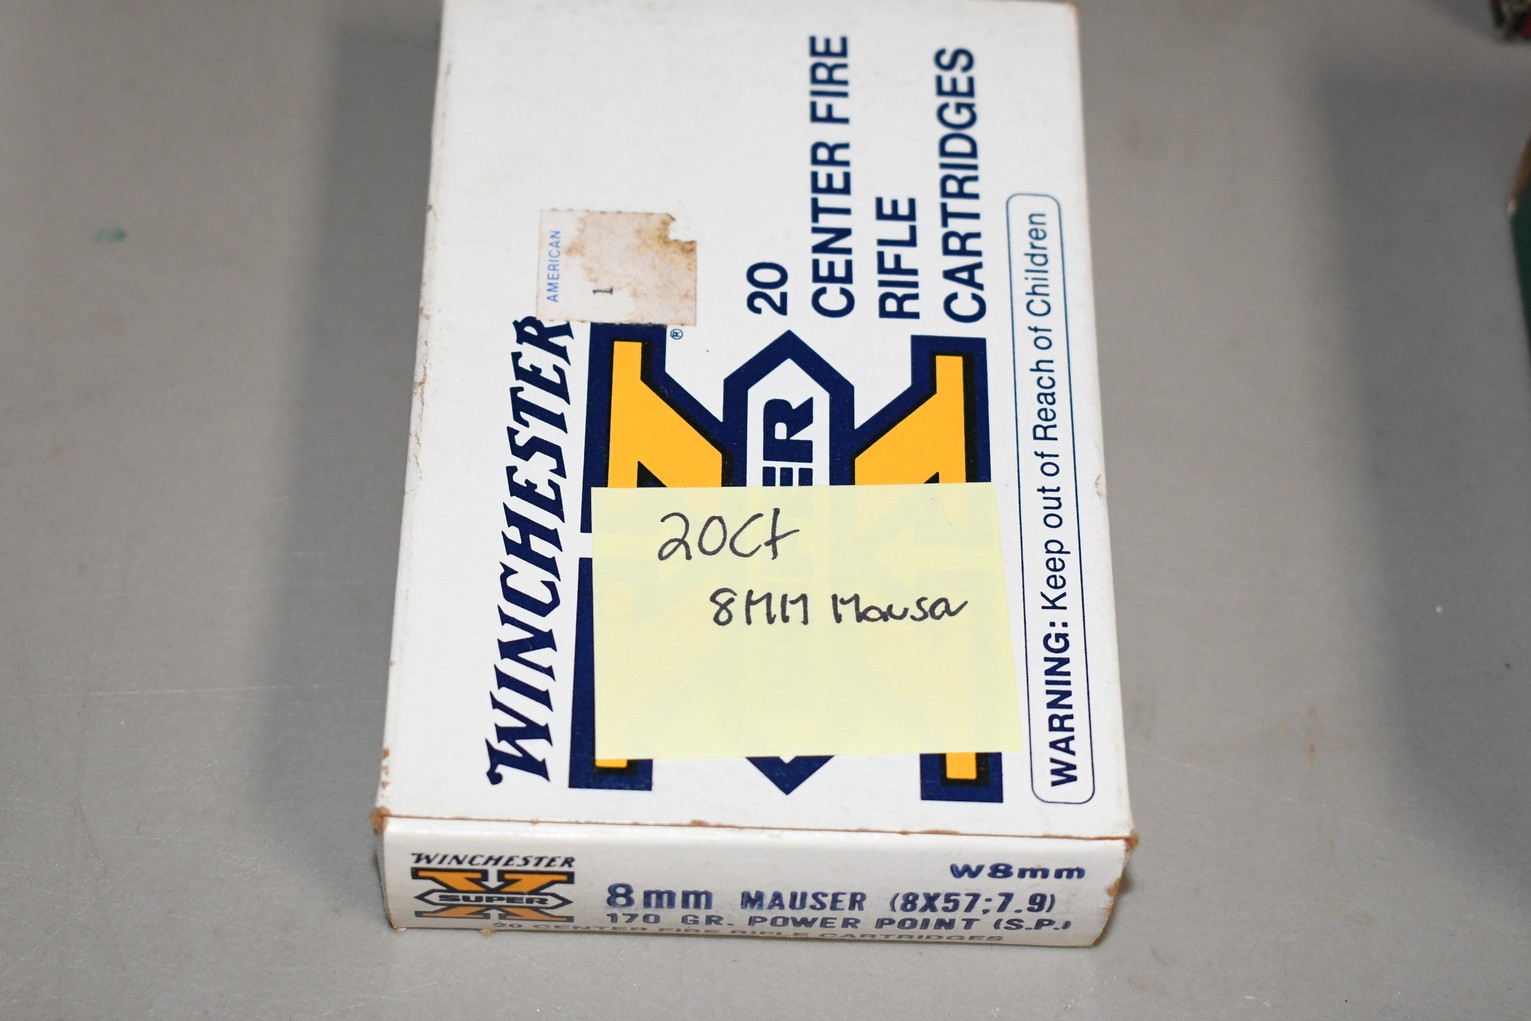 WINCHESTER
®
AMERICAN
1
20
CENTER FIRE
RIFLE
CARTRIDGES
WARNING: Keep out of Reach of Children
20Ct
8MM Mauser
WINCHESTER
SUPER X
W8mm
8mm MAUSER (8X57;7.9)
170 GR. POWER POINT (S.P.)
20 CENTER FIRE RIFLE CARTRIDGES